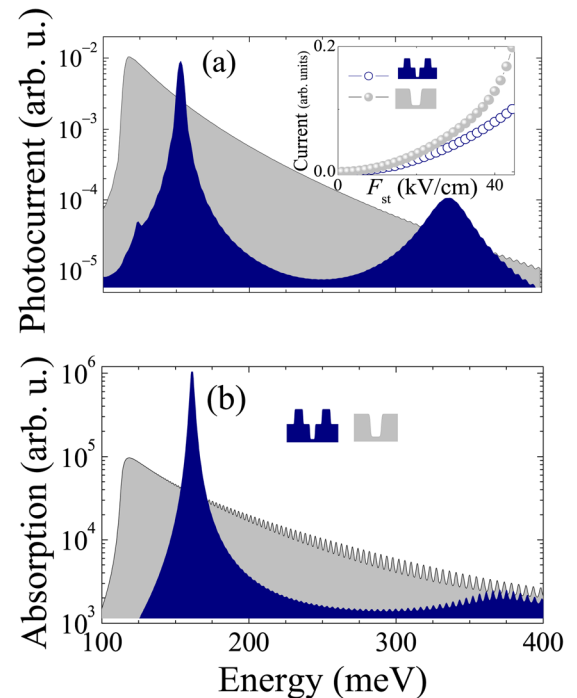 Photocurrent (arb. u.)
10⁻²
10⁻³
10⁻⁴
10⁻⁵
(a)
Current (arb. units)
0.2
0.0
0
40
F_st (kV/cm)
Absorption (arb. u.)
10⁶
10⁵
10⁴
10³
(b)
100
200
300
400
Energy (meV)